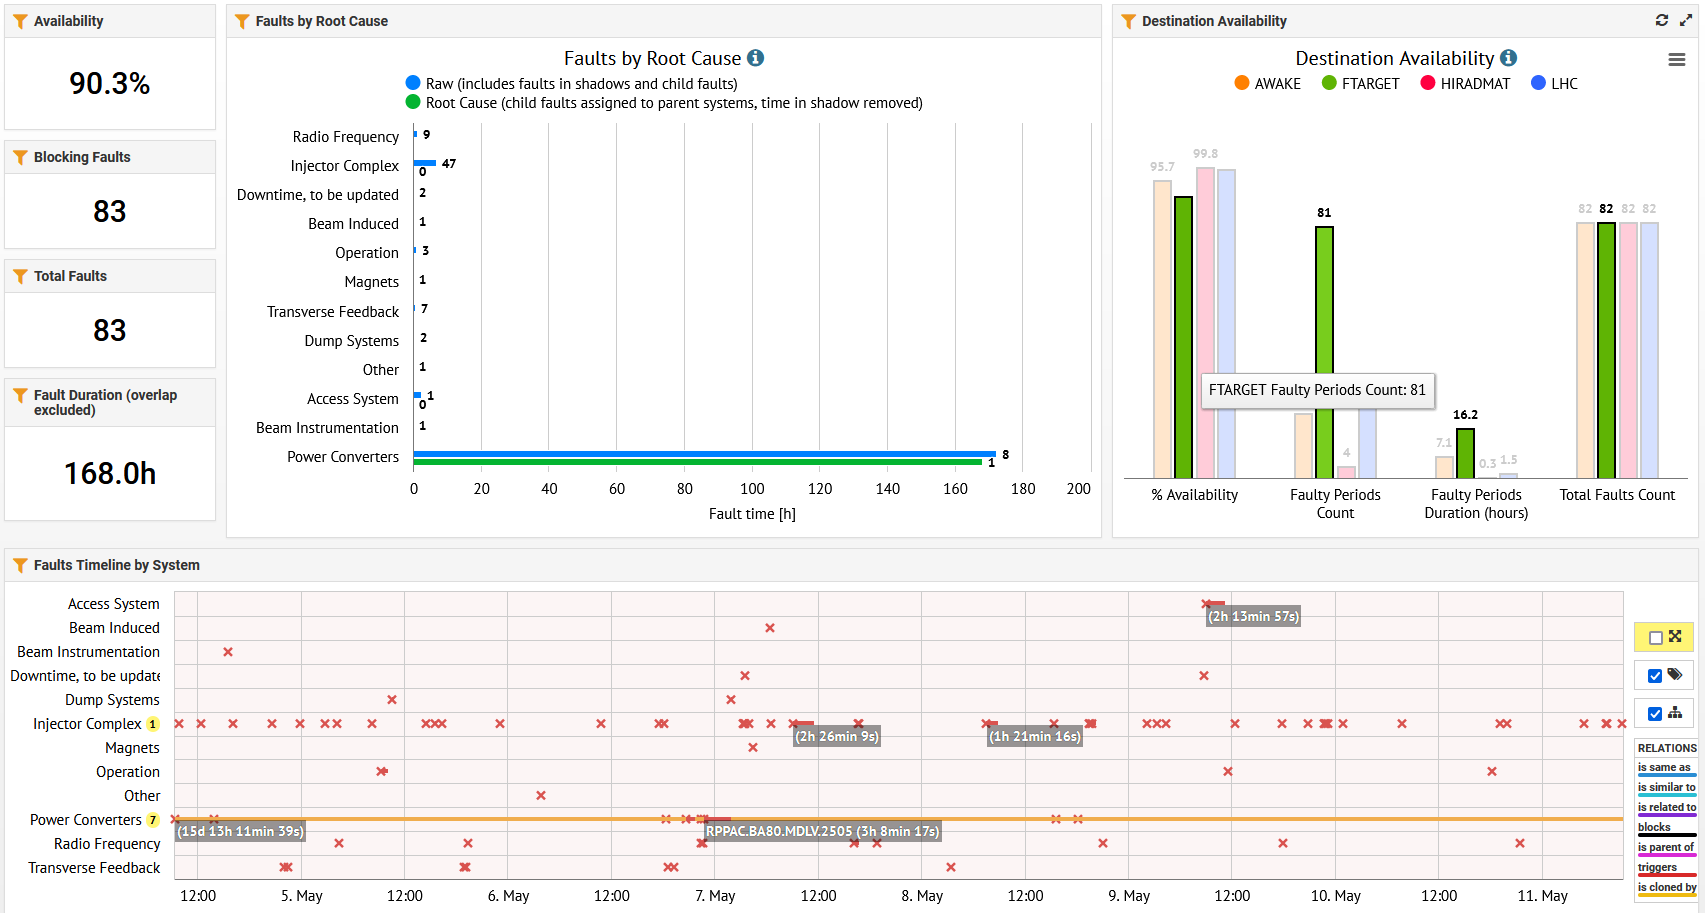 Availability
90.3%
Blocking Faults
83
Total Faults
83
Fault Duration (overlap
excluded)
168.0h
Faults by Root Cause
Faults by Root Cause
Raw (includes faults in shadows and child faults)
Root Cause (child faults assigned to parent systems, time in shadow removed)
Radio Frequency 9
Injector Complex 47
0
Downtime, to be updated 2
Beam Induced 1
Operation 3
Magnets 1
Transverse Feedback 7
Dump Systems 2
Other 1
Access System 1
0
Beam Instrumentation 1
Power Converters 8
1
0 20 40 60 80 100 120 140 160 180 200
Fault time [h]
Destination Availability
Destination Availability
AWAKE FTARGET HIRADMAT LHC
95.7 99.8
81
FTARGET Faulty Periods Count: 81
4
7.1 16.2 0.3 1.5
82 82 82 82
% Availability
Faulty Periods
Count
Faulty Periods
Duration (hours)
Total Faults Count
Faults Timeline by System
Access System
(2h 13min 57s)
Beam Induced
Beam Instrumentation
Downtime, to be update
Dump Systems
Injector Complex 1
(2h 26min 9s) (1h 21min 16s)
Magnets
Operation
Other
Power Converters 7
(15d 13h 11min 39s) RPPAC.BA80.MDLV.2505 (3h 8min 17s)
Radio Frequency
Transverse Feedback
12:00 5. May 12:00 6. May 12:00 7. May 12:00 8. May 12:00 9. May 12:00 10. May 12:00 11. May
RELATIONS
is same as
is similar to
is related to
blocks
is parent of
triggers
is cloned by